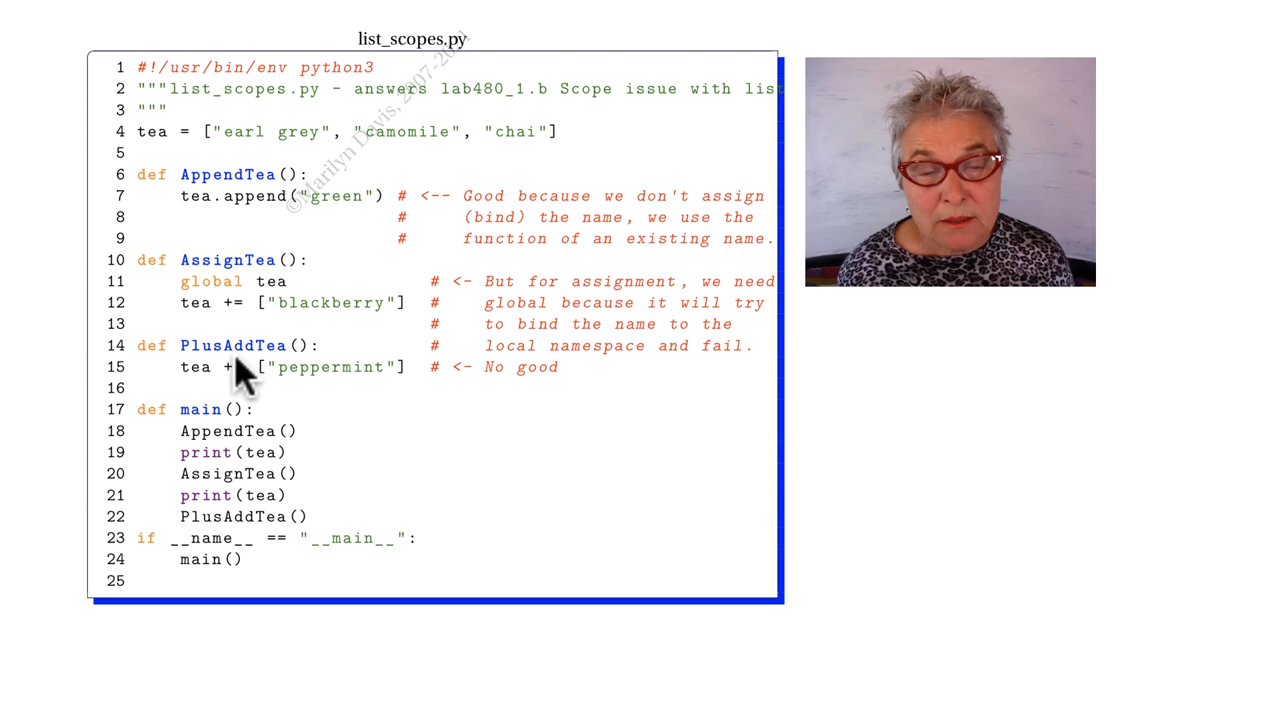 list_scopes.py
1 #!/usr/bin/env python3
2 """list_scopes.py - answers lab480_1.b Scope issue with list
3 """
4 tea = ["earl grey", "camomile", "chai"]
5
6 def AppendTea():
7     tea.append("green") # <-- Good because we don't assign
8                         #     (bind) the name, we use the
9                         #     function of an existing name.
10 def AssignTea():
11     global tea             # <- But for assignment, we need
12     tea += ["blackberry"]  #    global because it will try
13                            #    to bind the name to the
14 def PlusAddTea():          #    local namespace and fail.
15     tea + ["peppermint"]  # <- No good
16
17 def main():
18     AppendTea()
19     print(tea)
20     AssignTea()
21     print(tea)
22     PlusAddTea()
23 if __name__ == "__main__":
24     main()
25
©Marilyn Davis,